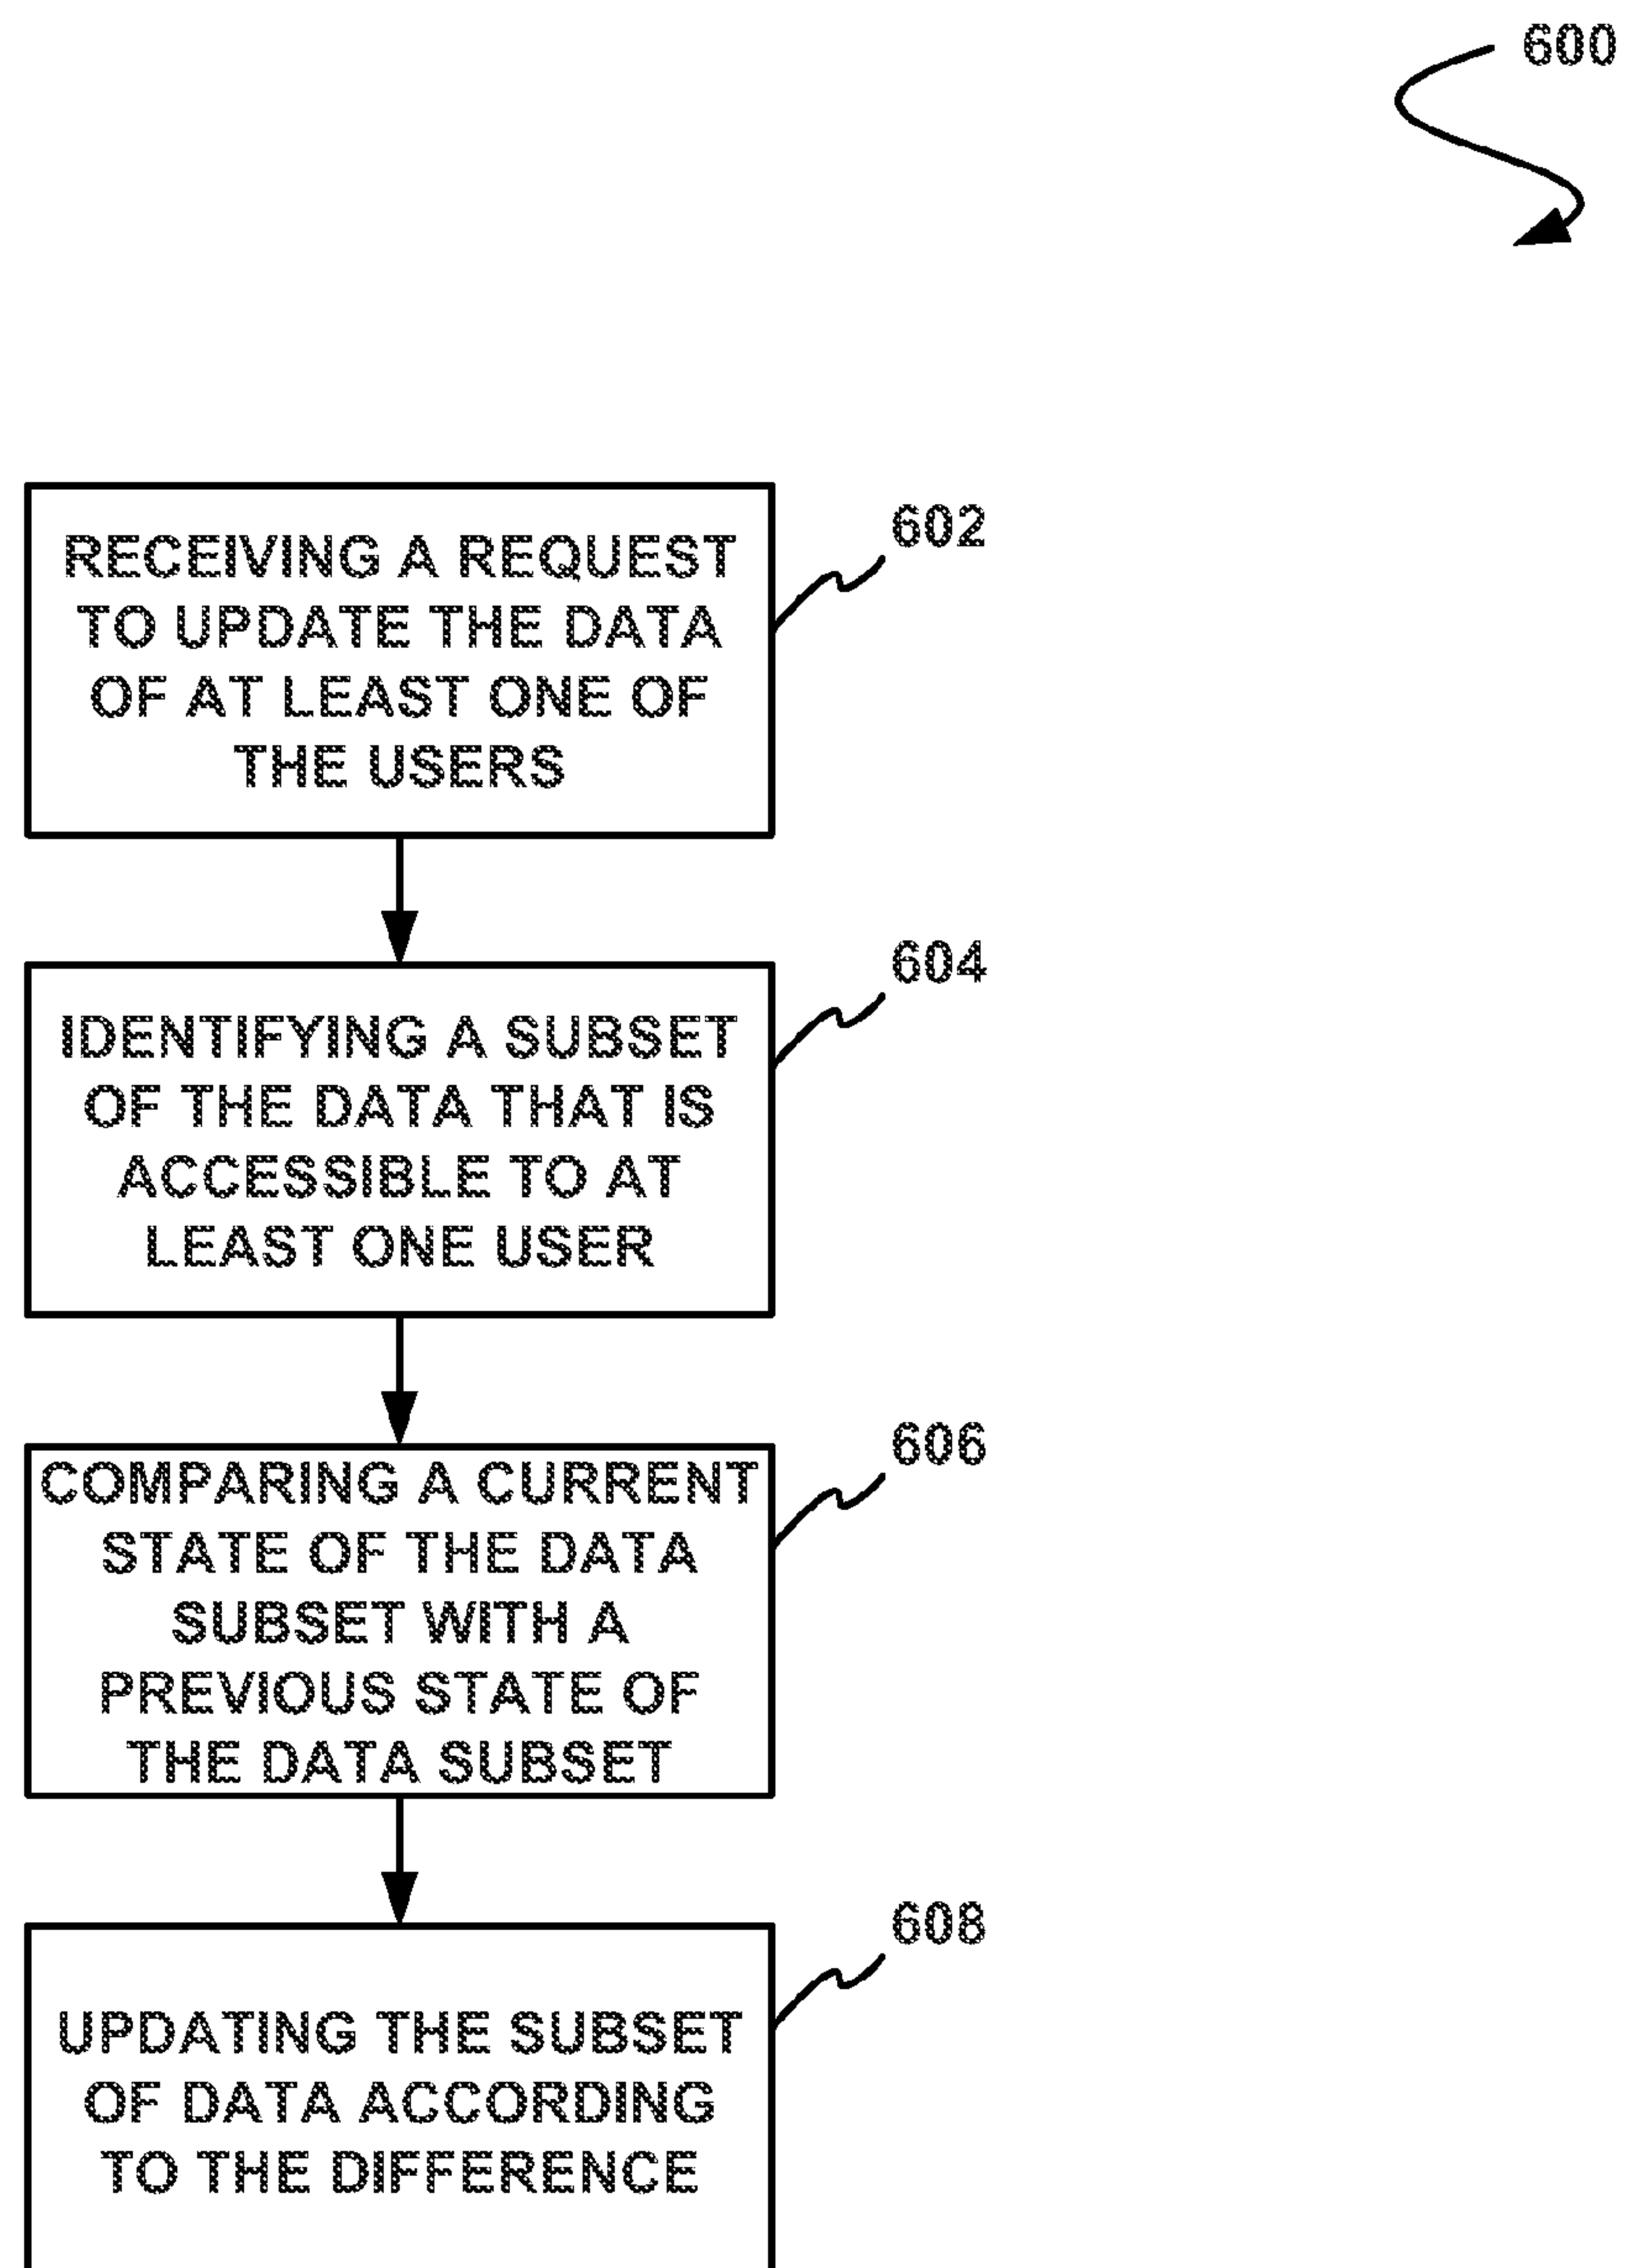 600
RECEIVING A REQUEST
TO UPDATE THE DATA
OF AT LEAST ONE OF
THE USERS
602
IDENTIFYING A SUBSET
OF THE DATA THAT IS
ACCESSIBLE TO AT
LEAST ONE USER
604
COMPARING A CURRENT
STATE OF THE DATA
SUBSET WITH A
PREVIOUS STATE OF
THE DATA SUBSET
606
UPDATING THE SUBSET
OF DATA ACCORDING
TO THE DIFFERENCE
608